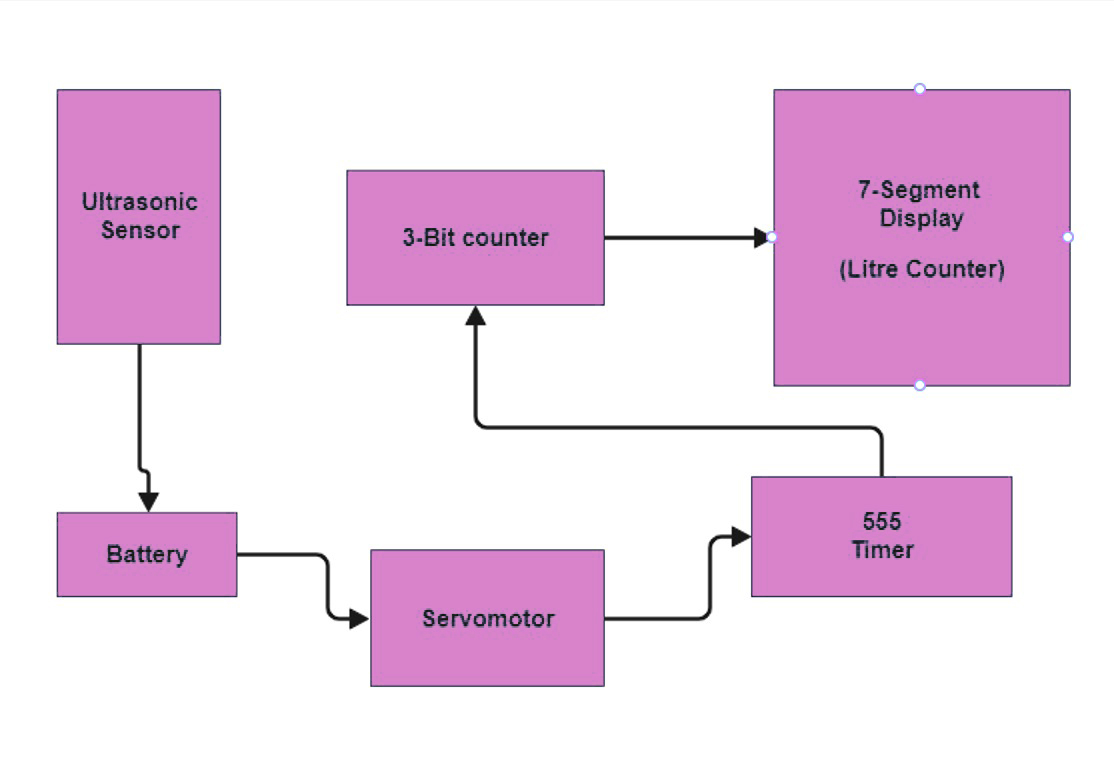 Ultrasonic
Sensor
3-Bit counter
7-Segment
Display
(Litre Counter)
Battery
Servomotor
555
Timer